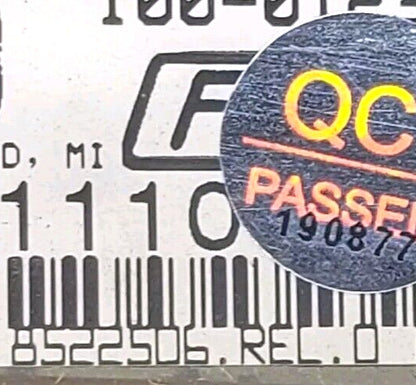 D, MI
1110
QC
PASSE
190877
8522506.REL.0